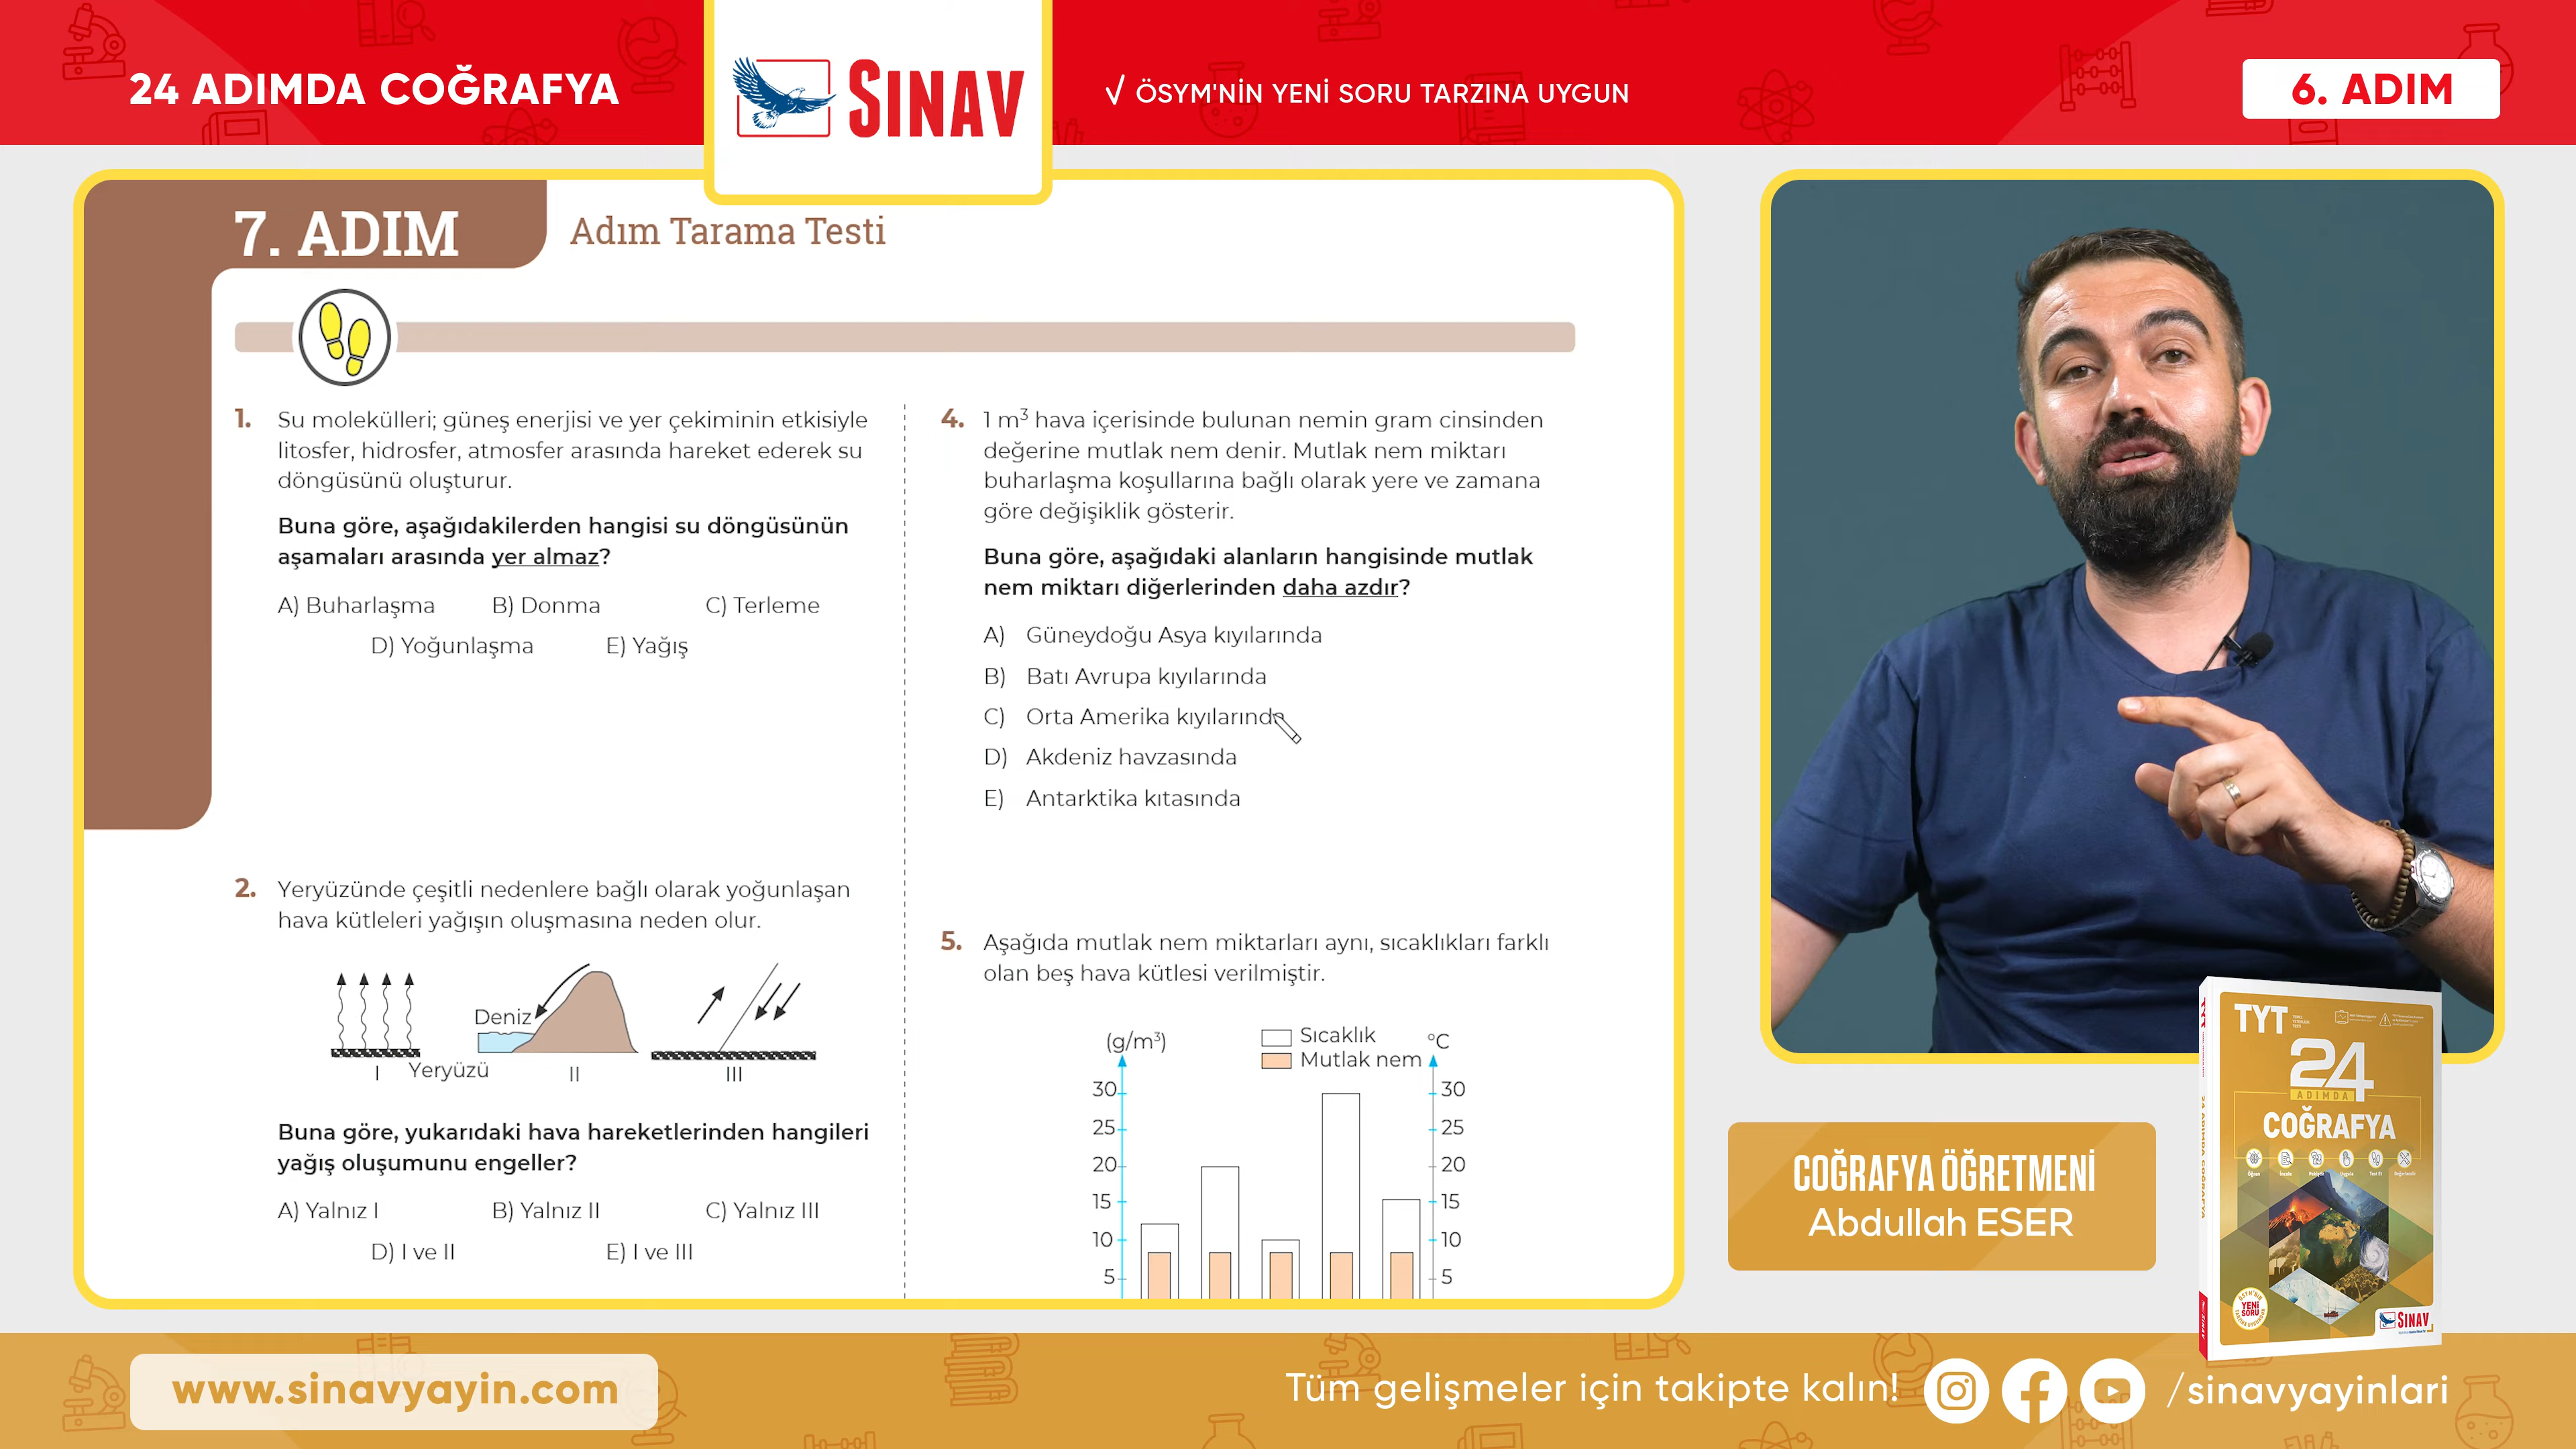 24 ADIMDA COĞRAFYA
SINAV
√ ÖSYM'NİN YENİ SORU TARZINA UYGUN
6. ADIM
7. ADIM
Adım Tarama Testi
1. Su molekülleri; güneş enerjisi ve yer çekiminin etkisiyle
litosfer, hidrosfer, atmosfer arasında hareket ederek su
döngüsünü oluşturur.
Buna göre, aşağıdakilerden hangisi su döngüsünün
aşamaları arasında yer almaz?
A) Buharlaşma B) Donma C) Terleme
D) Yoğunlaşma E) Yağış
2. Yeryüzünde çeşitli nedenlere bağlı olarak yoğunlaşan
hava kütleleri yağışın oluşmasına neden olur.
Deniz
I Yeryüzü II III
Buna göre, yukarıdaki hava hareketlerinden hangileri
yağış oluşumunu engeller?
A) Yalnız I B) Yalnız II C) Yalnız III
D) I ve II E) I ve III
4. 1 m³ hava içerisinde bulunan nemin gram cinsinden
değerine mutlak nem denir. Mutlak nem miktarı
buharlaşma koşullarına bağlı olarak yere ve zamana
göre değişiklik gösterir.
Buna göre, aşağıdaki alanların hangisinde mutlak
nem miktarı diğerlerinden daha azdır?
A) Güneydoğu Asya kıyılarında
B) Batı Avrupa kıyılarında
C) Orta Amerika kıyılarında
D) Akdeniz havzasında
E) Antarktika kıtasında
5. Aşağıda mutlak nem miktarları aynı, sıcaklıkları farklı
olan beş hava kütlesi verilmiştir.
(g/m³) Sıcaklık °C
Mutlak nem
30 30
25 25
20 20
15 15
10 10
5 5
COĞRAFYA ÖĞRETMENİ
Abdullah ESER
TYT
24
ADIMDA
COĞRAFYA
YENİ
SORU
SINAV
www.sinavyayin.com
Tüm gelişmeler için takipte kalın!
/sinavyayinlari